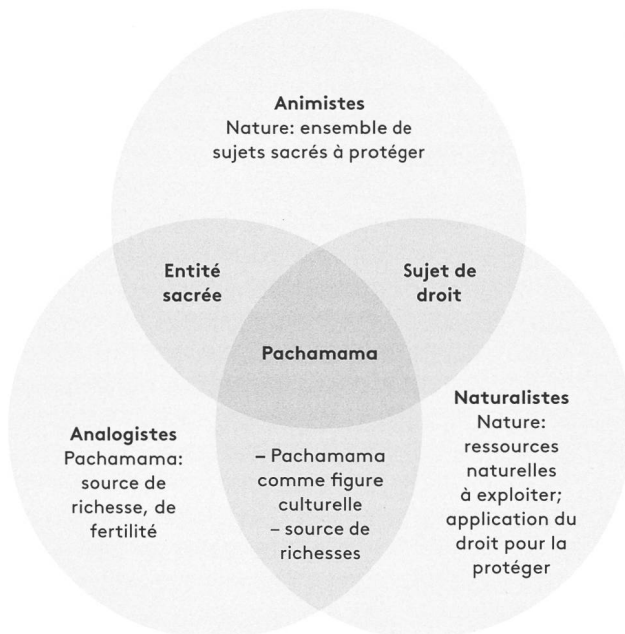 Animistes
Nature: ensemble de
sujets sacrés à protéger
Entité
sacrée
Sujet de
droit
Pachamama
Analogistes
Pachamama:
source de
richesse, de
fertilité
– Pachamama
comme figure
culturelle
– source de
richesses
Naturalistes
Nature:
ressources
naturelles
à exploiter;
application du
droit pour la
protéger